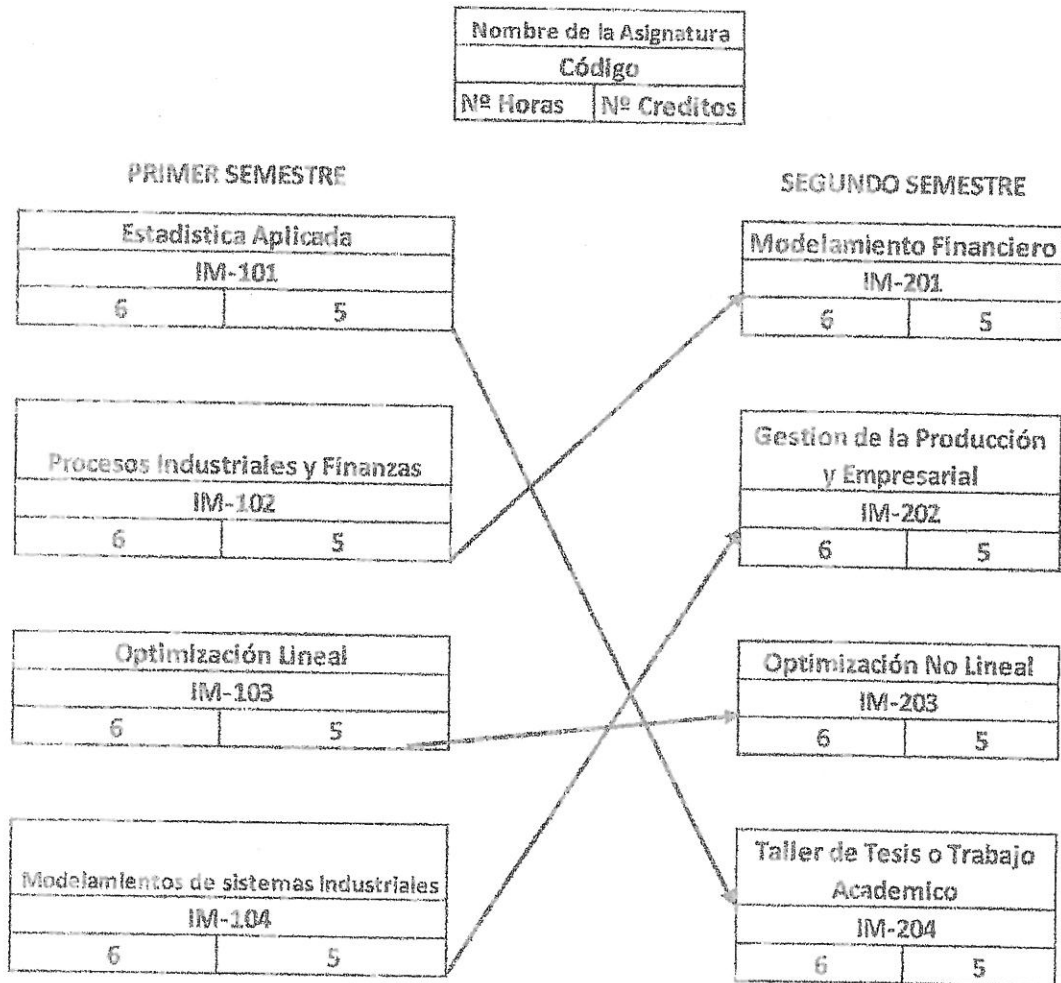 Nombre de la Asignatura
Código
Nº Horas Nº Creditos
PRIMER SEMESTRE
Estadistica Aplicada
IM-101
6 5
Procesos Industriales y Finanzas
IM-102
6 5
Optimización Lineal
IM-103
6 5
Modelamientos de sistemas industriales
IM-104
6 5
SEGUNDO SEMESTRE
Modelamiento Financiero
IM-201
6 5
Gestion de la Producción
y Empresarial
IM-202
6 5
Optimización No Lineal
IM-203
6 5
Taller de Tesis o Trabajo
Academico
IM-204
6 5